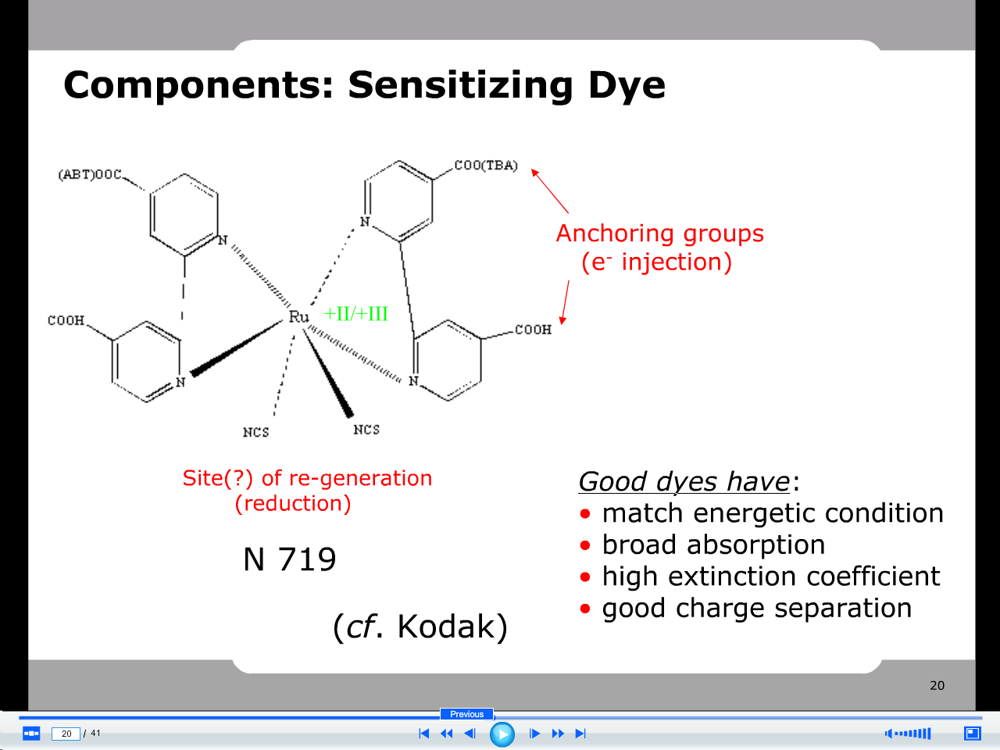 Components: Sensitizing Dye
(ABT)OOC
COO(TBA)
N
N
Anchoring groups
(e- injection)
COOH
Ru
+II/+III
COOH
N
N
NCS
NCS
Site(?) of re-generation
(reduction)
Good dyes have:
• match energetic condition
• broad absorption
• high extinction coefficient
• good charge separation
N 719
(cf. Kodak)
20
Previous
20 / 41